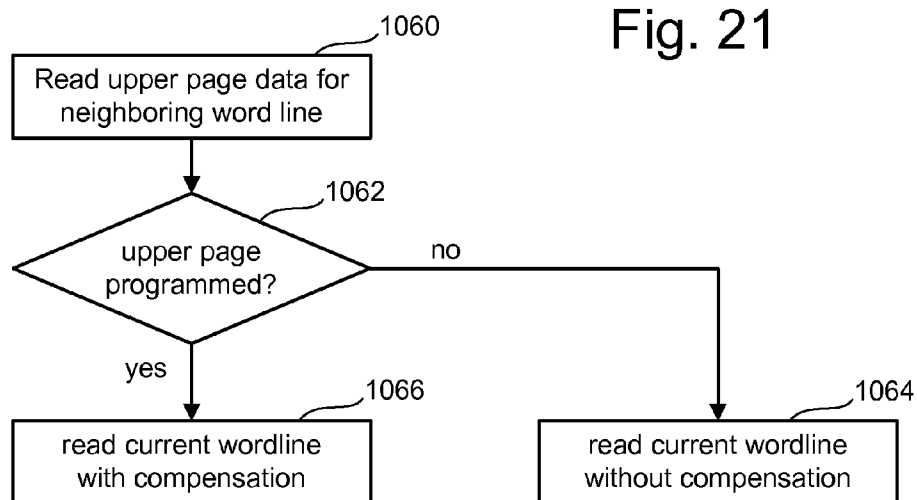 Fig. 21
1060
Read upper page data for
neighboring word line
1062
upper page
programmed?
no
yes
1066
read current wordline
with compensation
1064
read current wordline
without compensation